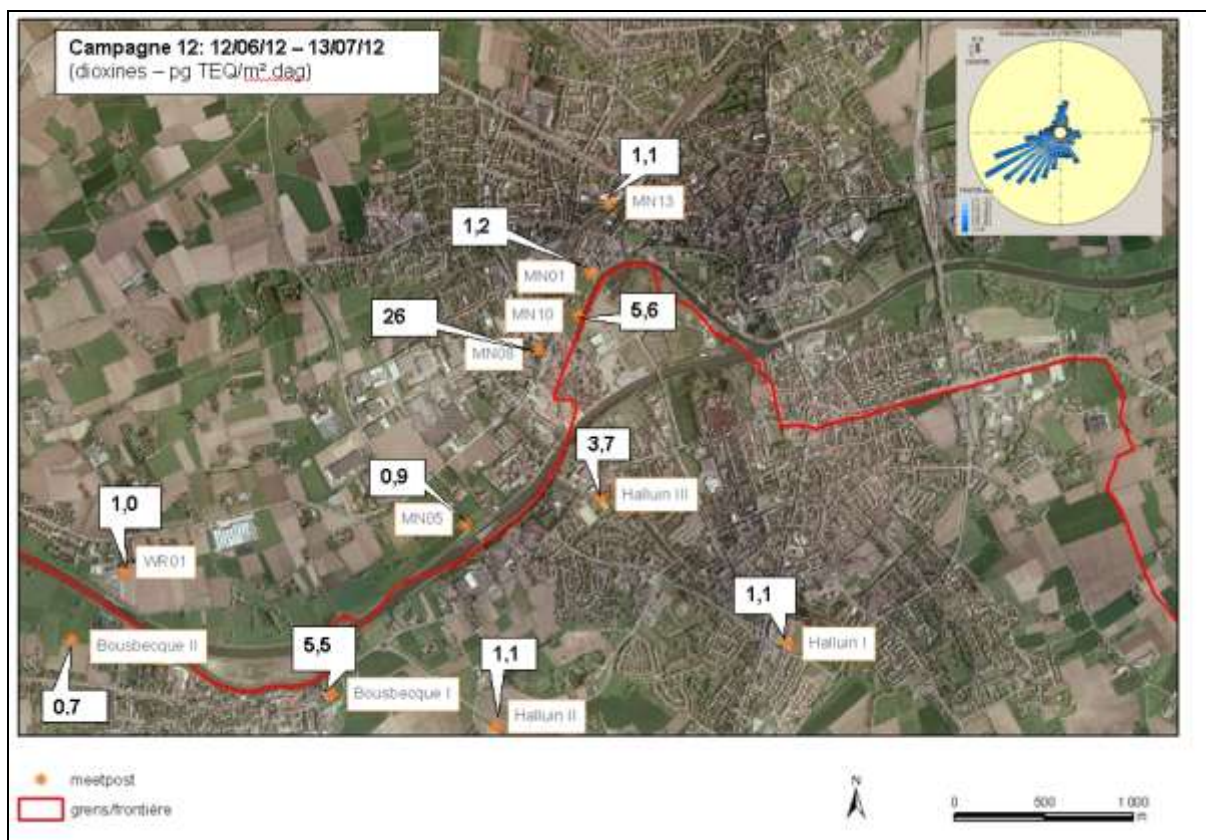 Campagne 12: 12/06/12 – 13/07/12
(dioxines – pg TEQ/m².dag)
1,1
MN13
1,2
MN01
MN10
5,6
26
MN08
3,7
Halluin III
0,9
MN05
1,0
WR01
1,1
Halluin I
Bousbecque II
0.7
5,5
Bousbecque I
1,1
Halluin II
meetpost
grens/frontière
N
0 500 1 000
m